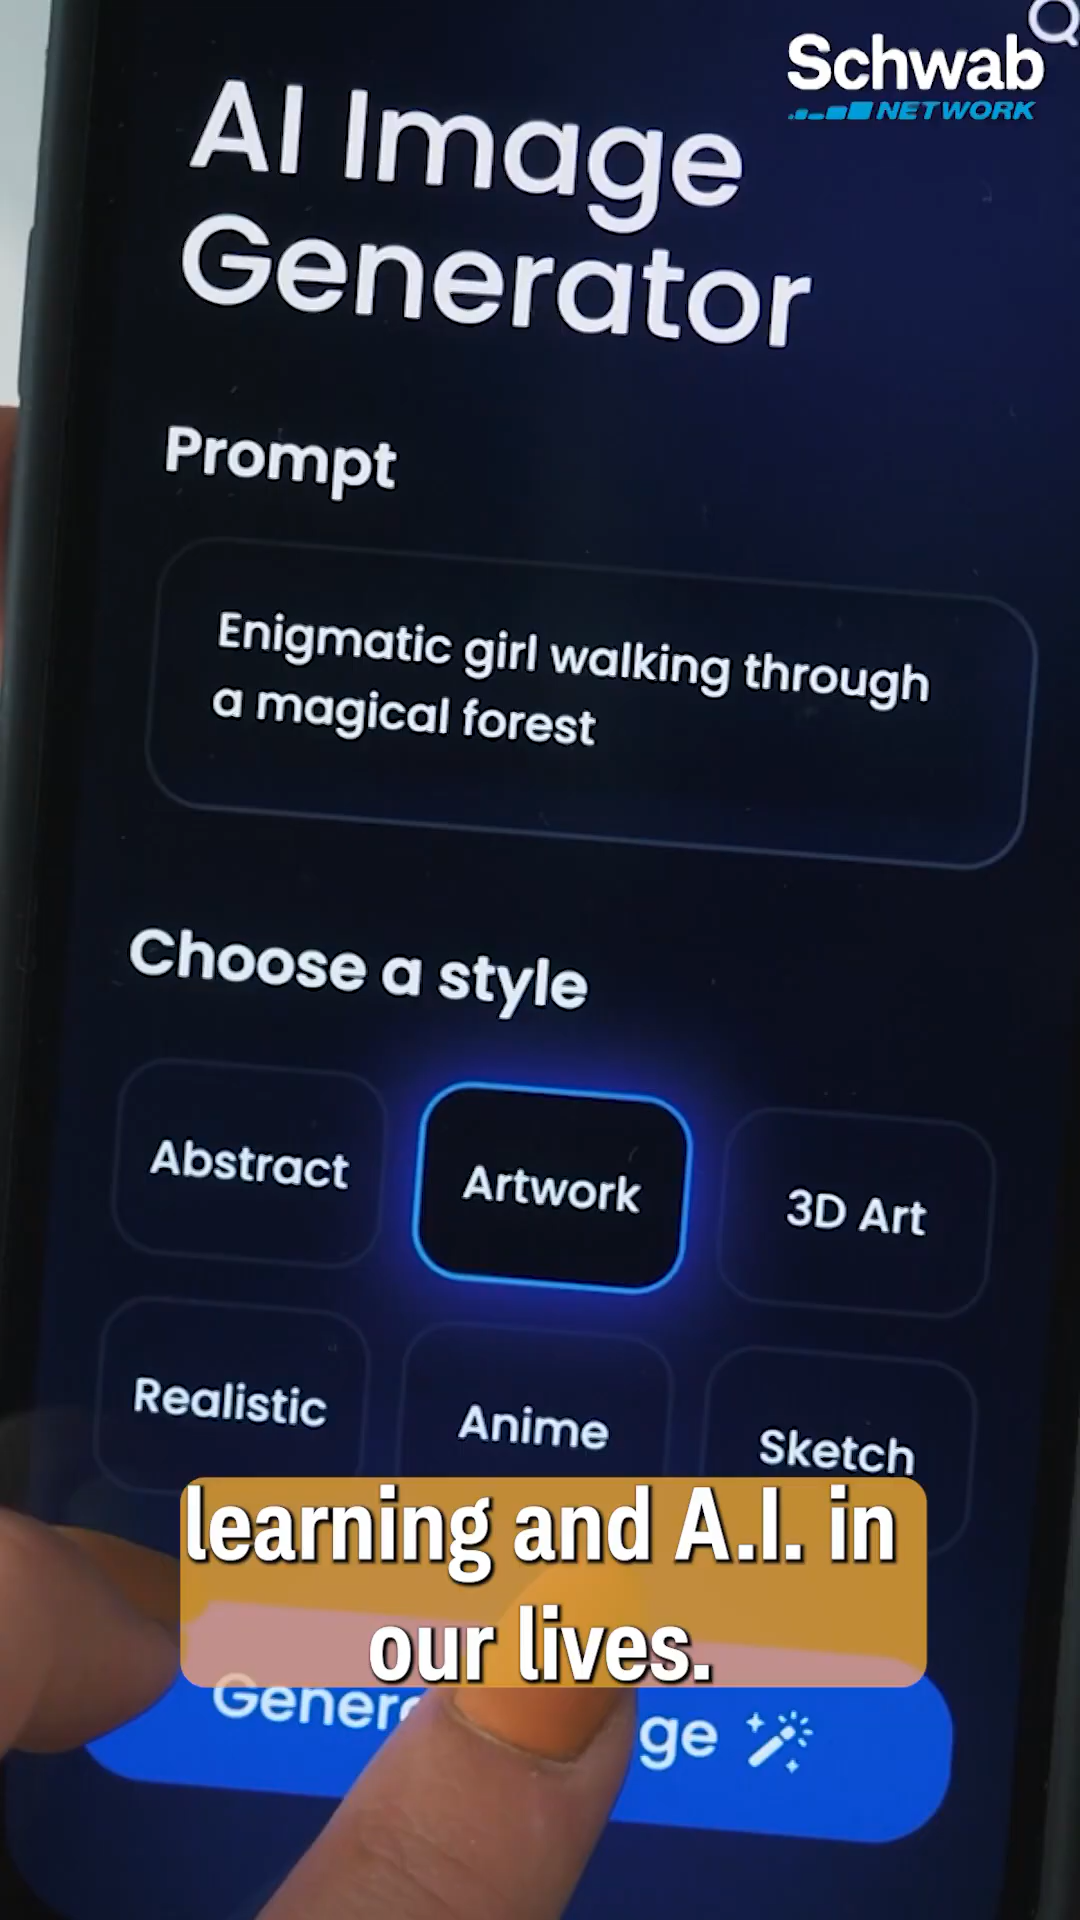 Schwab
NETWORK
AI Image
Generator
Prompt
Enigmatic girl walking through
a magical forest
Choose a style
Abstract
Artwork
3D Art
Realistic
Anime
Sketch
learning and A.I. in
our lives.